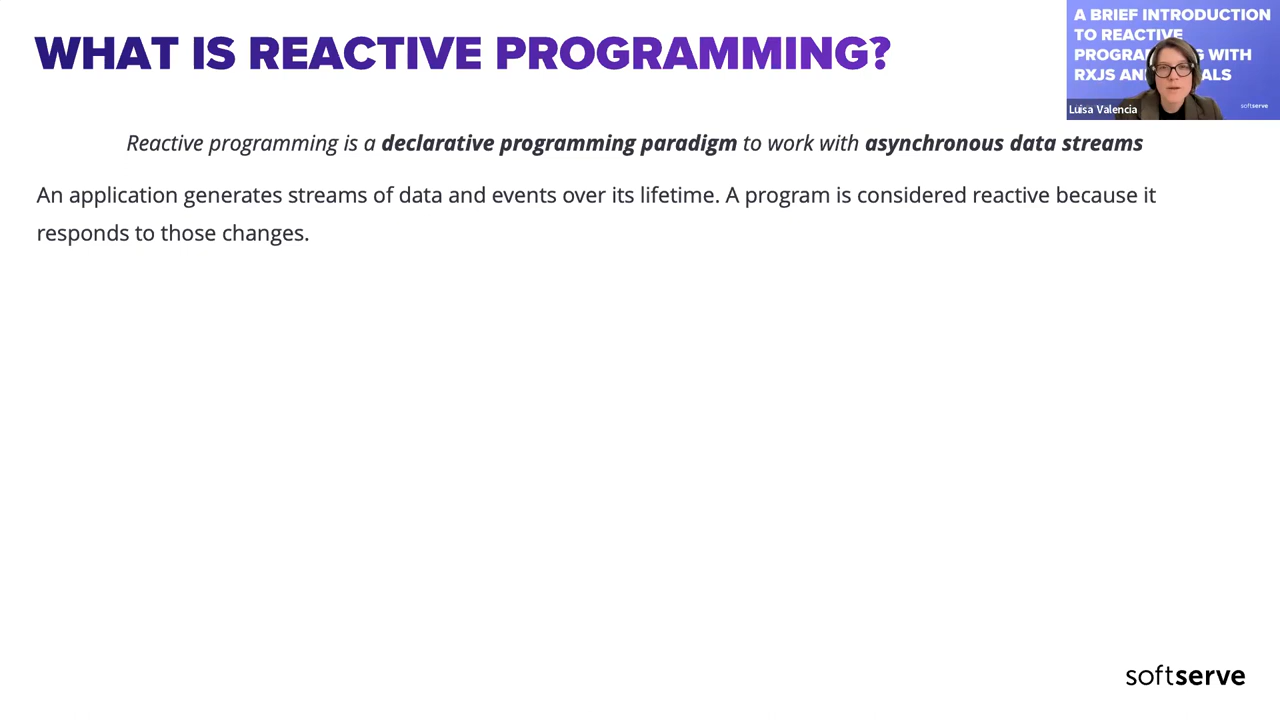 WHAT IS REACTIVE PROGRAMMING?
A BRIEF INTRODUCTION
TO REACTIVE
WITH
RXJS
Luisa Valencia
softserve
Reactive programming is a declarative programming paradigm to work with asynchronous data streams
An application generates streams of data and events over its lifetime. A program is considered reactive because it
responds to those changes.
softserve